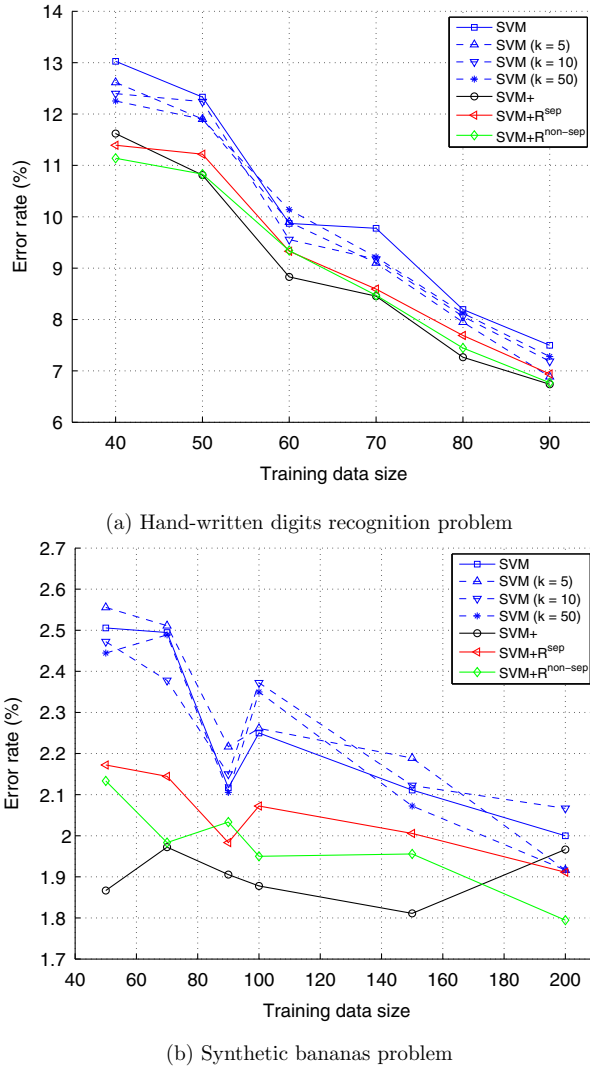 14
13
12
11
10
9
8
7
6
Error rate (%)
40 50 60 70 80 90
Training data size
SVM
SVM (k = 5)
SVM (k = 10)
SVM (k = 50)
SVM+
SVM+R^sep
SVM+R^non−sep
(a) Hand-written digits recognition problem
2.7
2.6
2.5
2.4
2.3
2.2
2.1
2
1.9
1.8
1.7
Error rate (%)
40 60 80 100 120 140 160 180 200
Training data size
SVM
SVM (k = 5)
SVM (k = 10)
SVM (k = 50)
SVM+
SVM+R^sep
SVM+R^non−sep
(b) Synthetic bananas problem